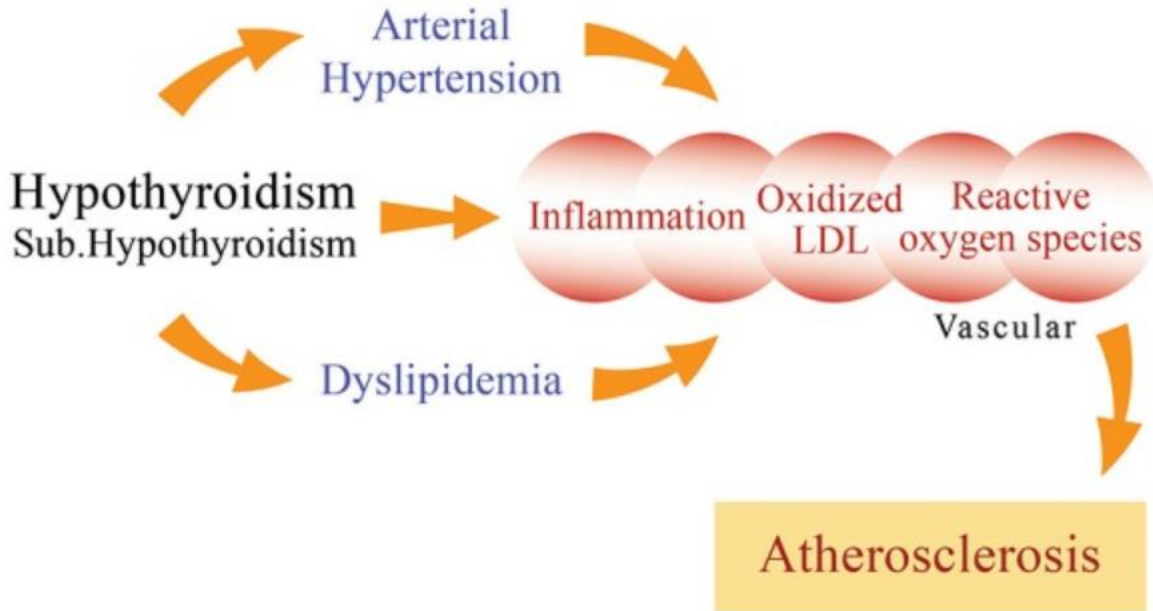 Arterial
Hypertension
Hypothyroidism
Sub.Hypothyroidism
Inflammation
Oxidized
LDL
Reactive
oxygen species
Vascular
Dyslipidemia
Atherosclerosis